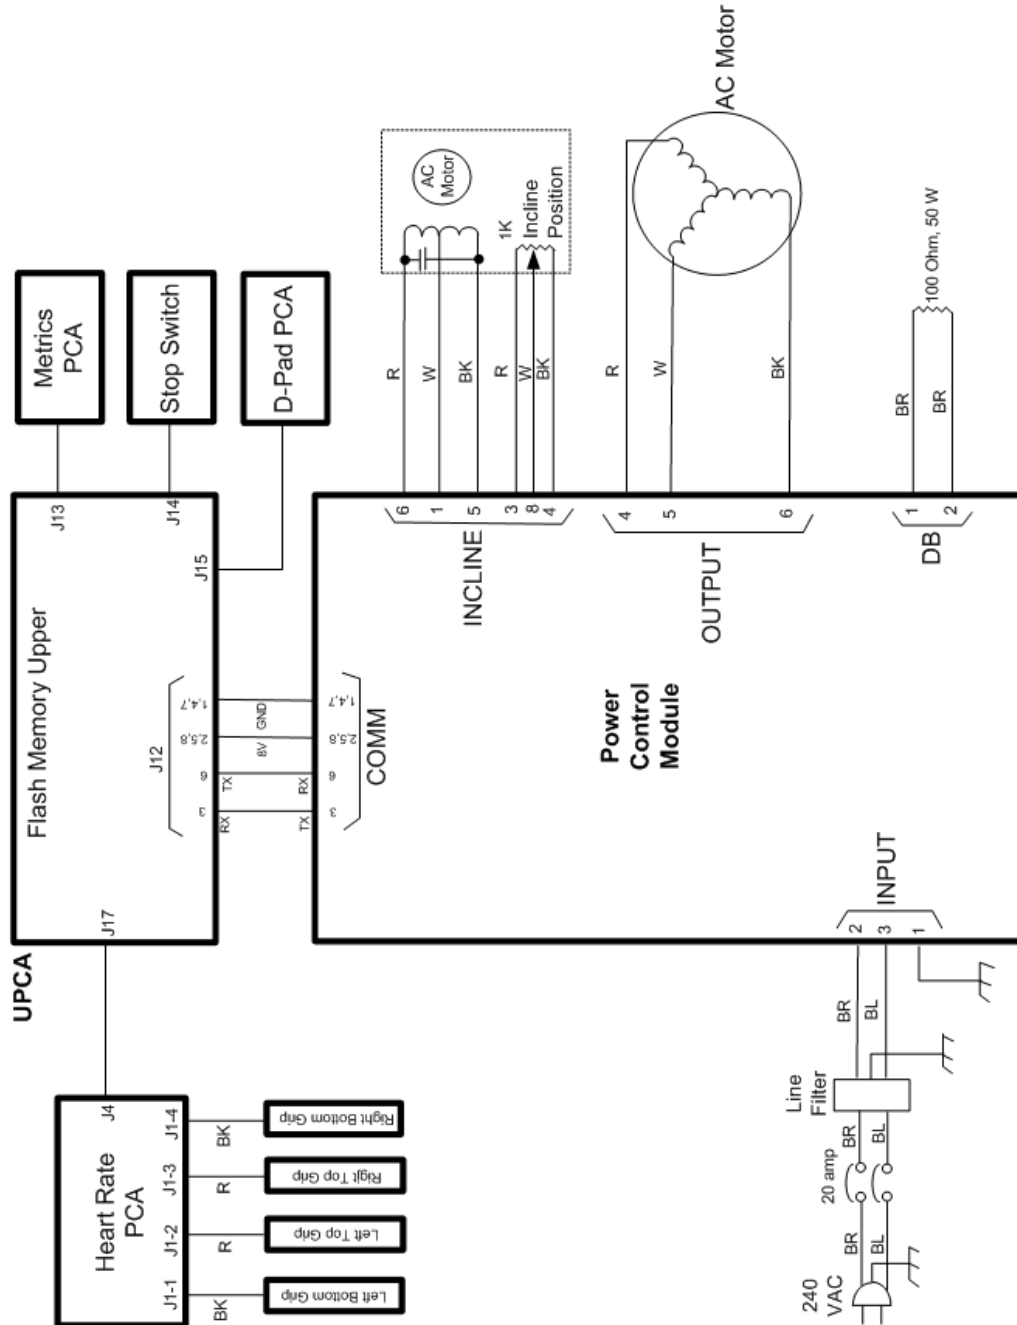 UPCA
Heart Rate
PCA
J4
J1-1
J1-2
J1-3
J1-4
BK
R
R
BK
Left Bottom Grip
Left Top Grip
Rigjt Top Grip
Right Bottom Grip
Flash Memory Upper
J17
J13
J14
J15
J12
3
6
2,5,8
1,4,7
RX
TX
8V
GND
TX
RX
3
6
2,5,8
1,4,7
COMM
Metrics
PCA
Stop Switch
D-Pad PCA
Power
Control
Module
INCLINE
6
1
5
3
8
4
R
W
BK
R
W
BK
AC
Motor
1K
Incline
Position
OUTPUT
4
5
6
R
W
BK
AC Motor
DB
1
2
BR
BR
100 Ohm, 50 W
INPUT
2
3
1
BR
BL
Line
Filter
BR
BL
20 amp
BR
BL
240
VAC